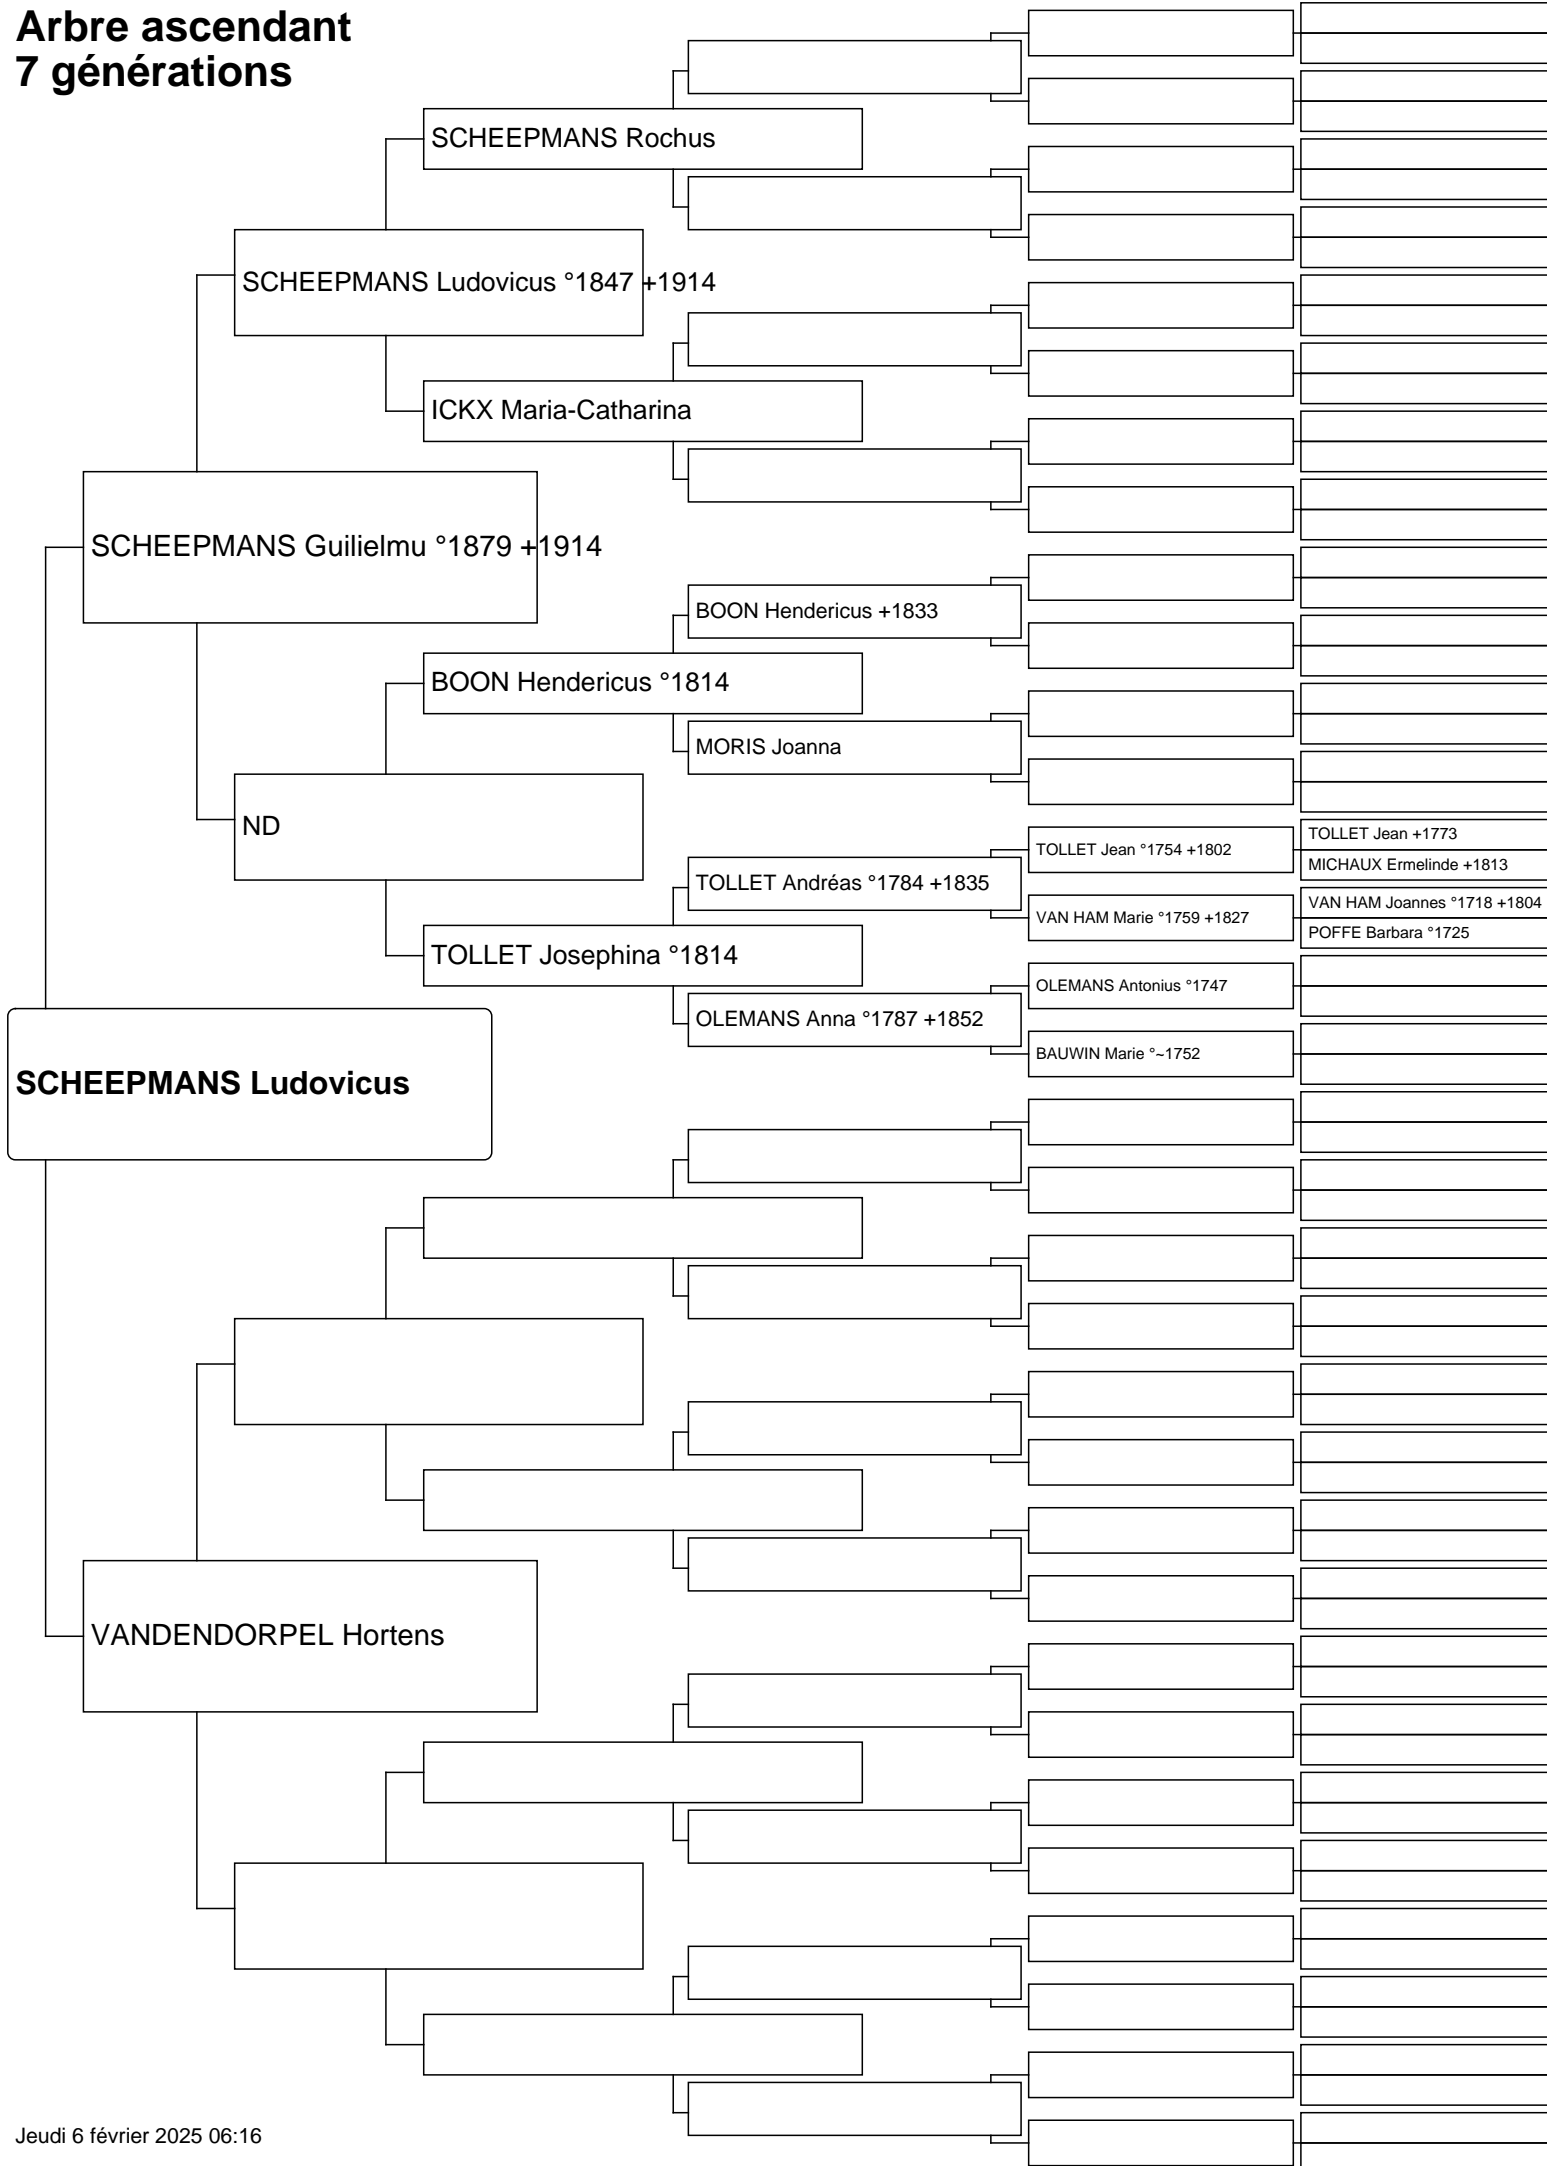 Arbre ascendant
7 générations
SCHEEPMANS Rochus
SCHEEPMANS Ludovicus °1847 +1914
ICKX Maria-Catharina
SCHEEPMANS Guilielmu °1879 +1914
BOON Hendericus +1833
BOON Hendericus °1814
MORIS Joanna
ND
TOLLET Jean +1773
TOLLET Jean °1754 +1802
MICHAUX Ermelinde +1813
TOLLET Andréas °1784 +1835
VAN HAM Joannes °1718 +1804
VAN HAM Marie °1759 +1827
POFFE Barbara °1725
TOLLET Josephina °1814
OLEMANS Antonius °1747
OLEMANS Anna °1787 +1852
BAUWIN Marie °~1752
SCHEEPMANS Ludovicus
VANDENDORPEL Hortens
Jeudi 6 février 2025 06:16